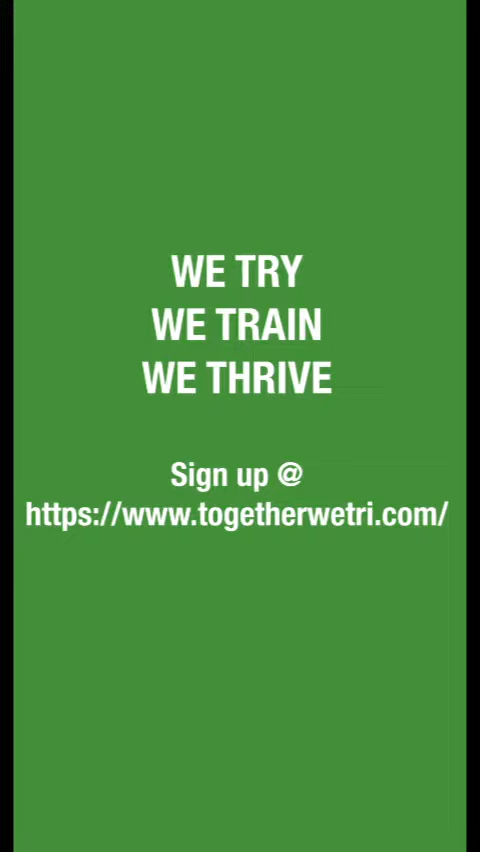 WE TRY
WE TRAIN
WE THRIVE
Sign up @
https://www.togetherwetri.com/